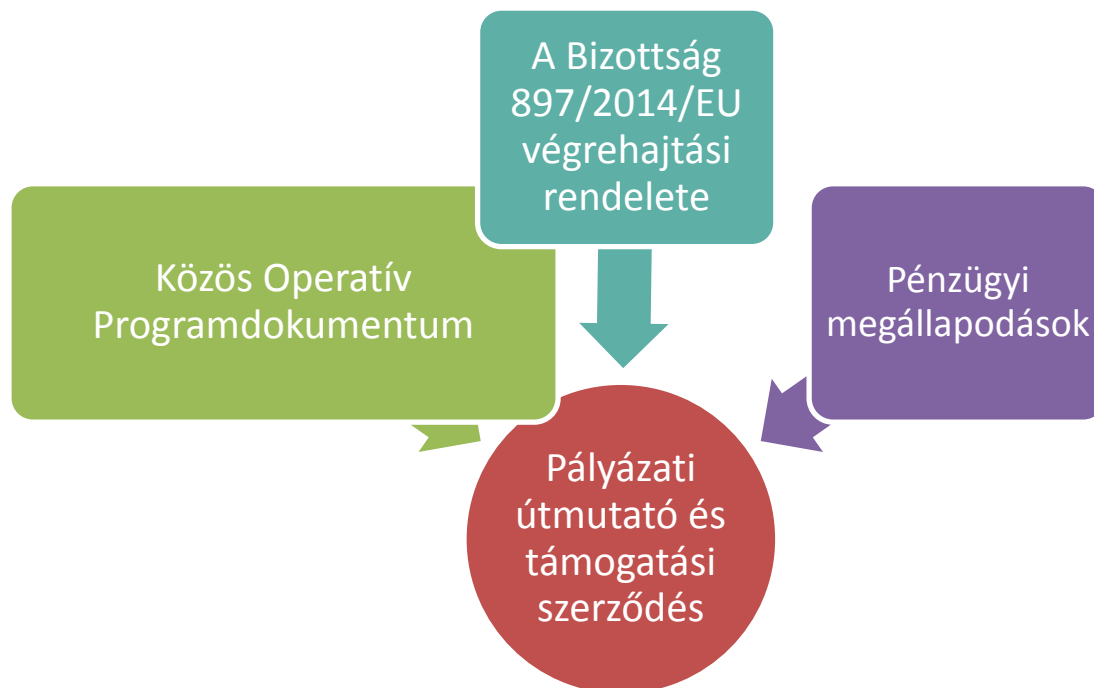 A Bizottság
897/2014/EU
végrehajtási
rendelete
Közös Operatív
Programdokumentum
Pénzügyi
megállapodások
Pályázati
útmutató és
támogatási
szerződés